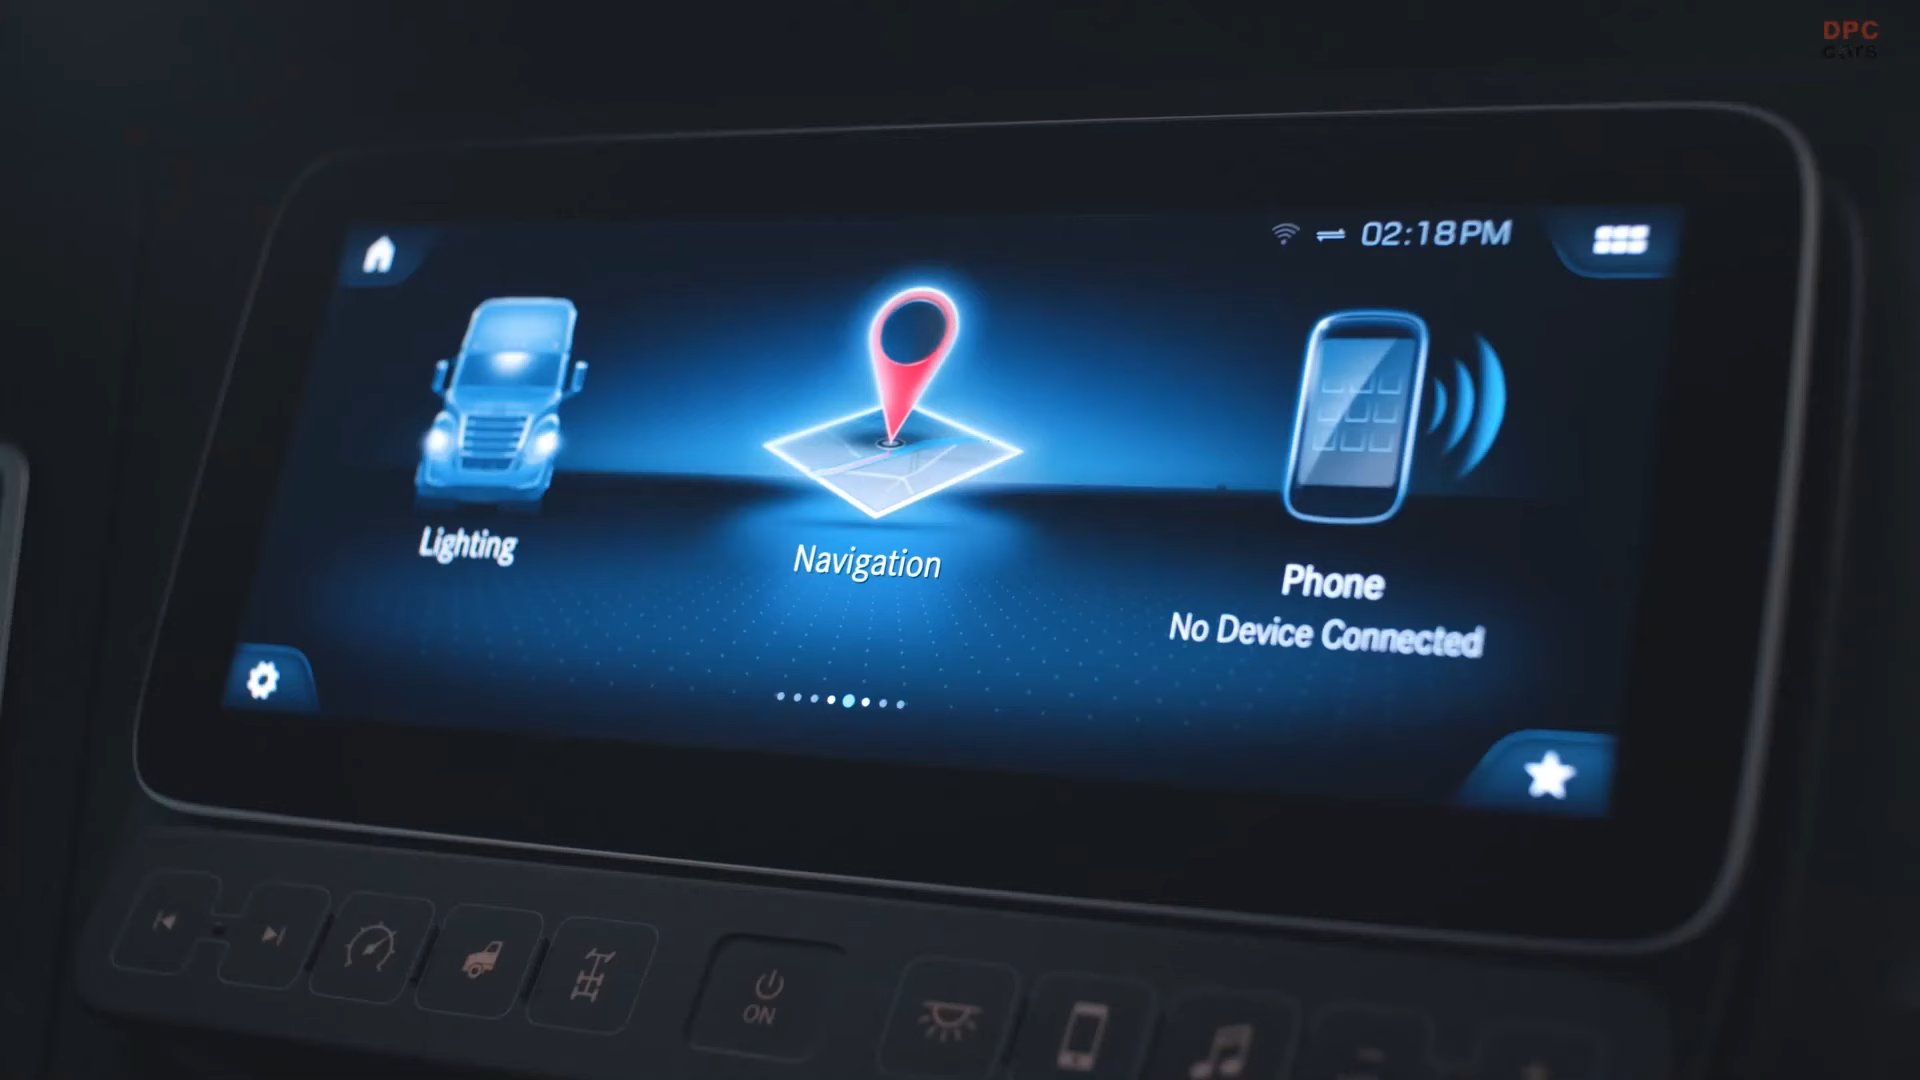 DPC
cars
02:18PM
Lighting
Navigation
Phone
No Device Connected
ON